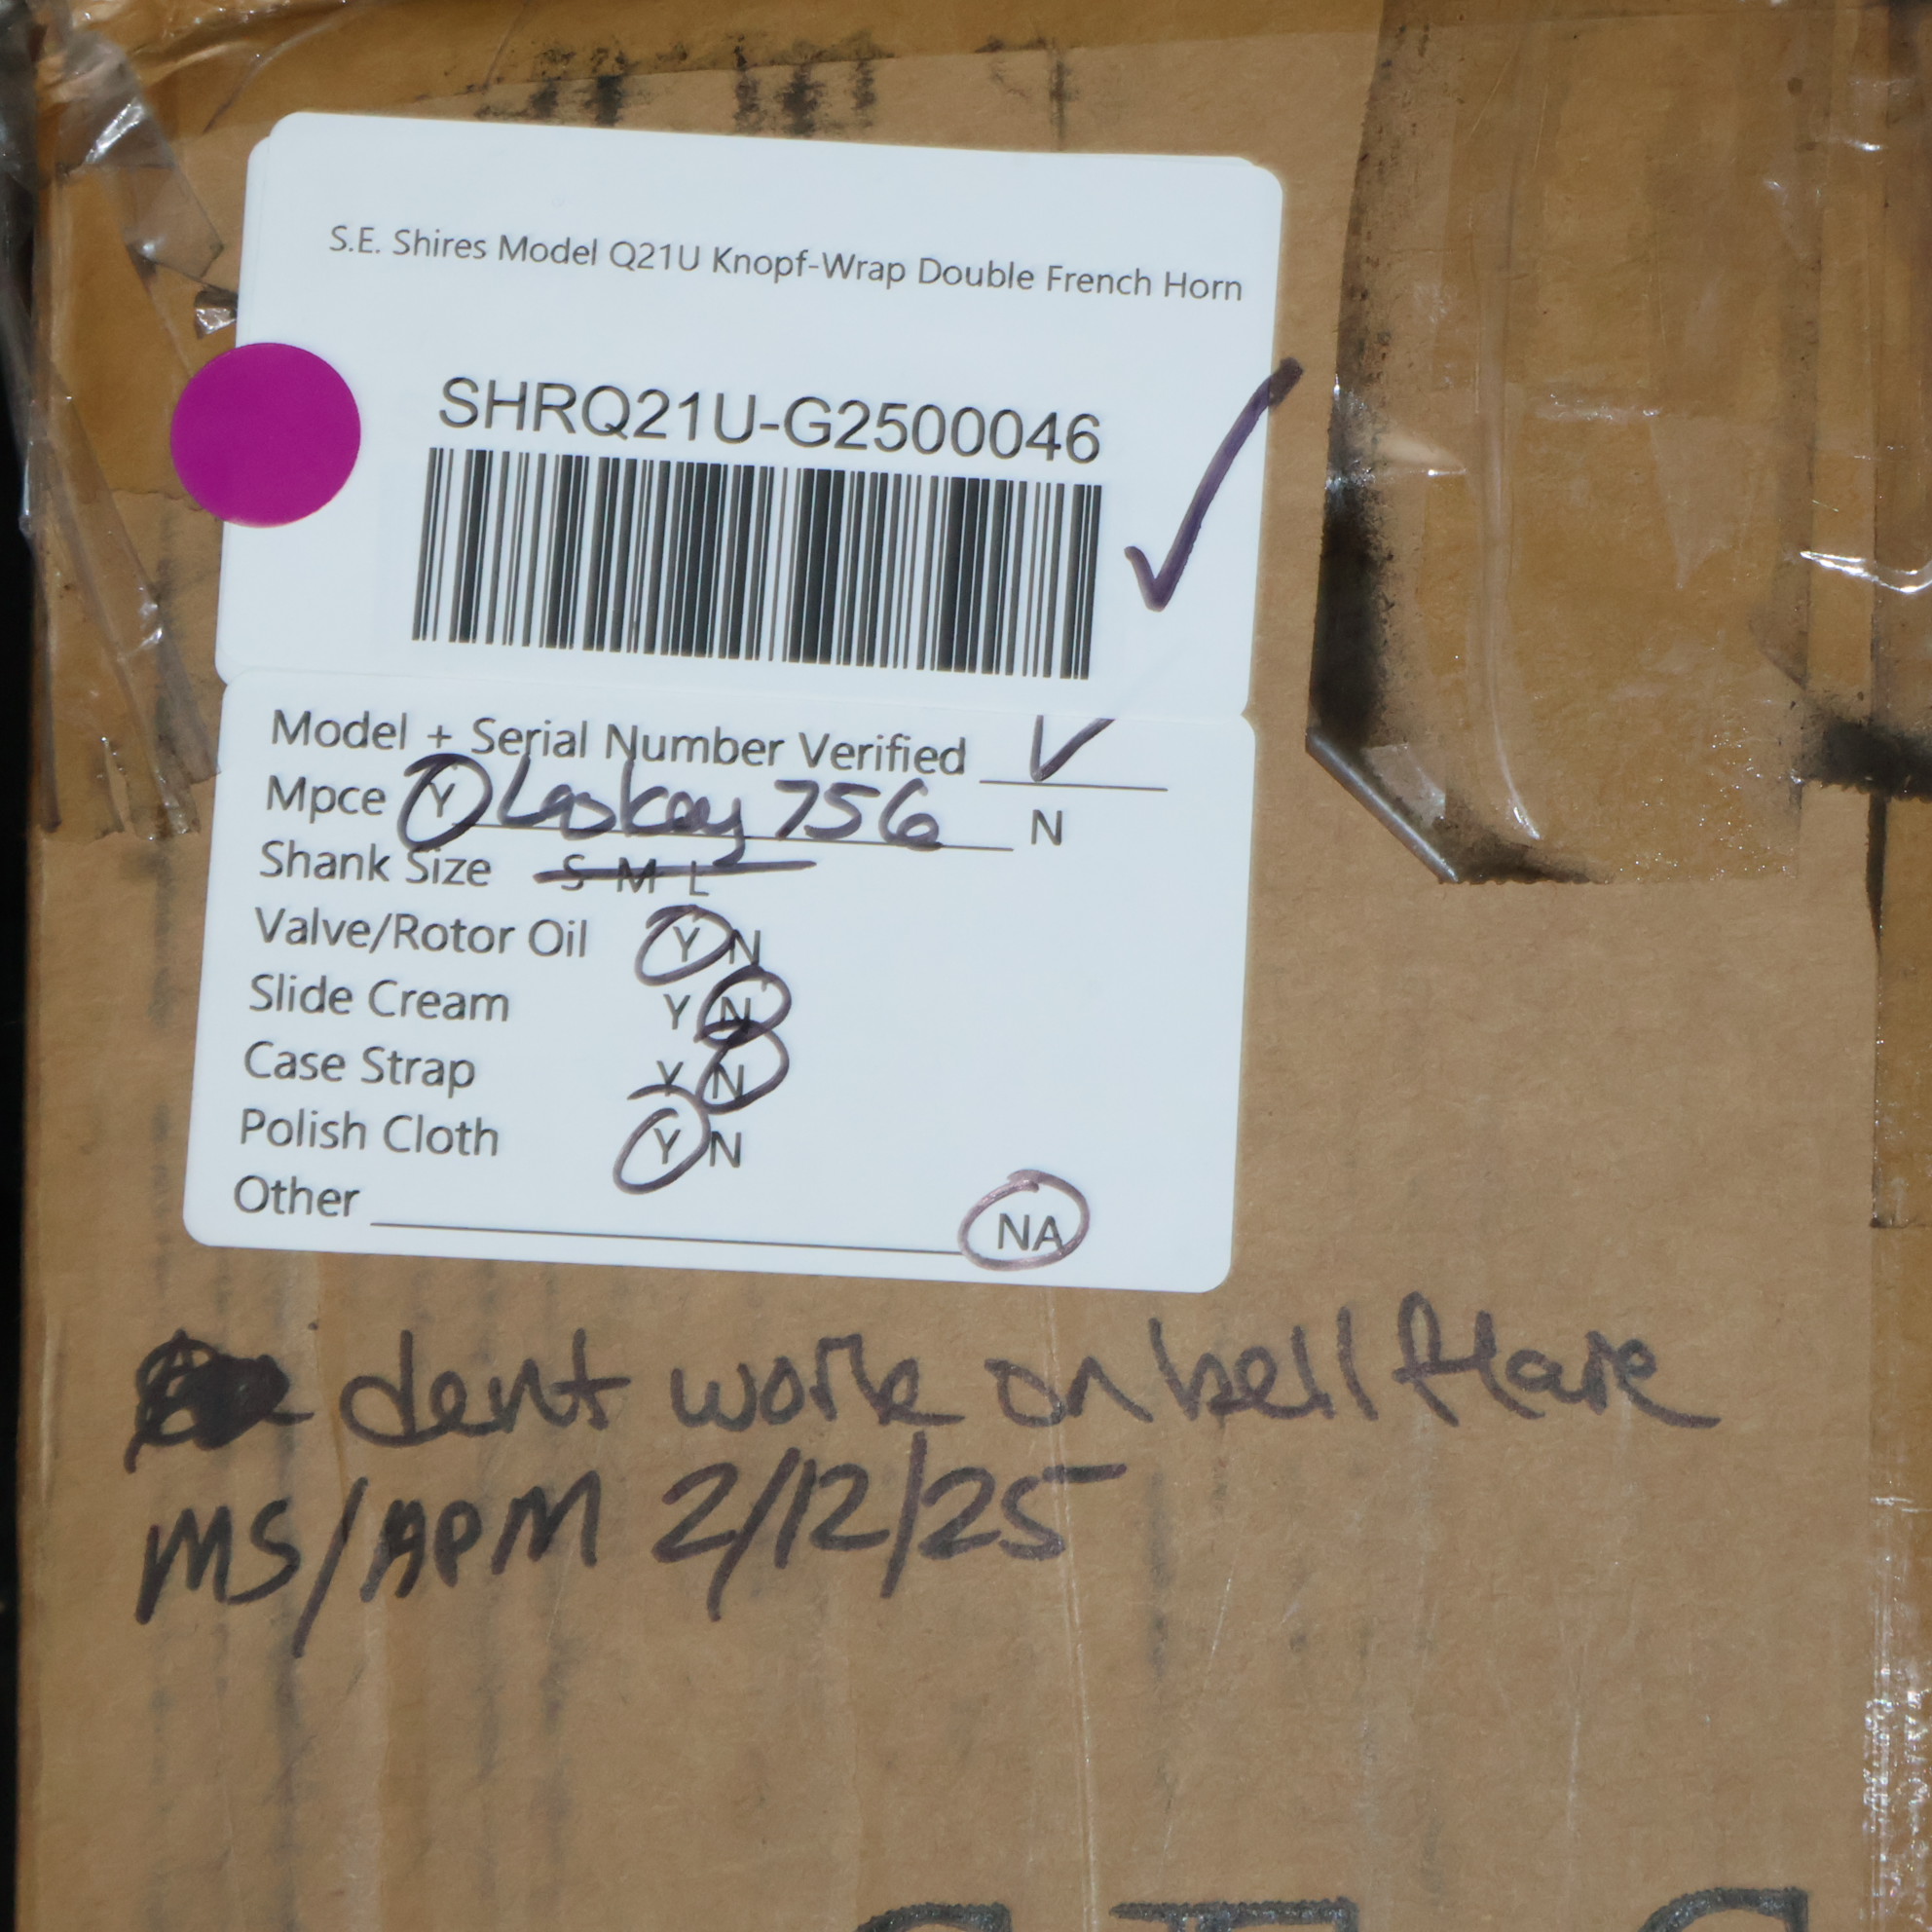 S.E. Shires Model Q21U Knopf-Wrap Double French Horn
SHRQ21U-G2500046
Model + Serial Number Verified ✓
Mpce Y Laskey 75G N
Shank Size S M L
Valve/Rotor Oil Y N
Slide Cream Y N
Case Strap Y N
Polish Cloth Y N
Other NA
dent work on bell flare
MS/APM 2/12/25